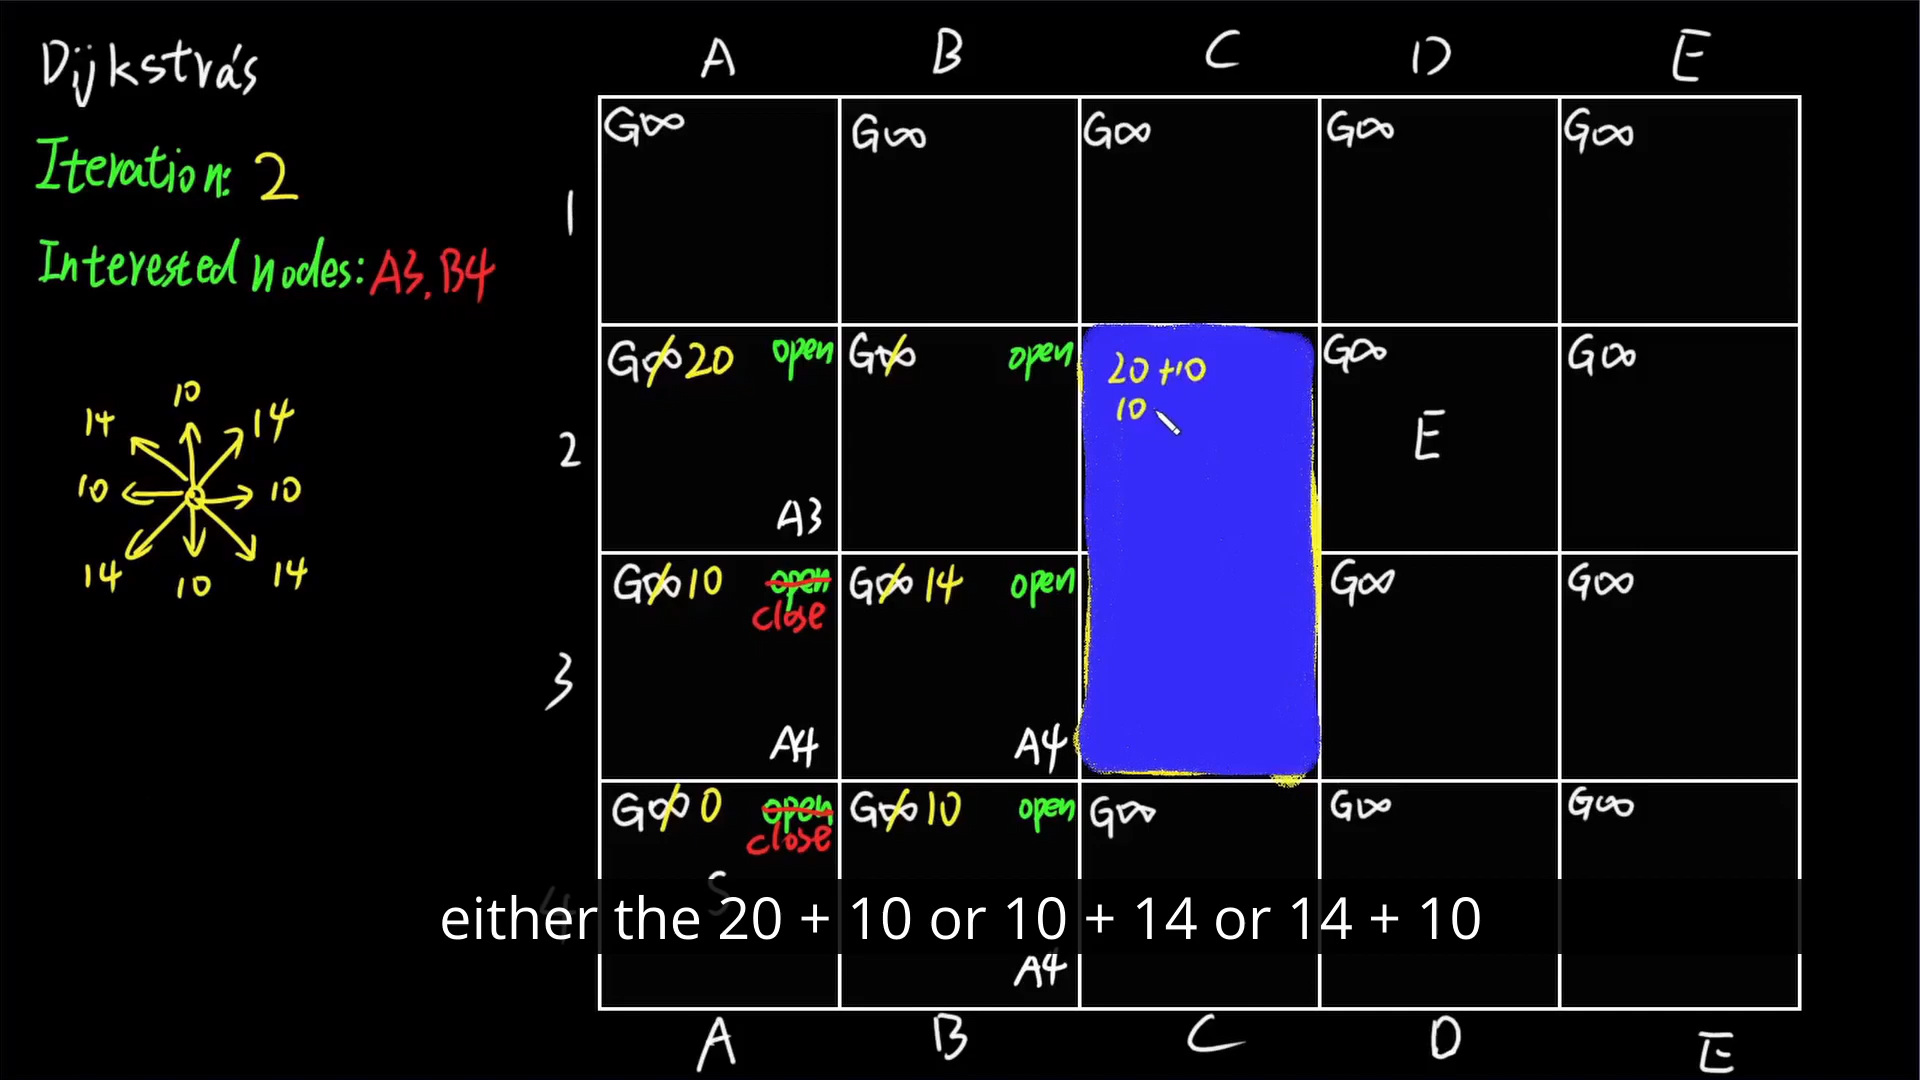 Dijkstra's
Iteration: 2
Interested nodes: A3, B4
10
14 14
10 10
14 14
10
A B C D E
1
G∞ G∞ G∞ G∞ G∞
2
G∞ 20 open G∞ open 20+10 G∞ G∞
10
E
A3
3
G∞ 10 open G∞ 14 open G∞ G∞
close
A4 A4
G∞ 0 open G∞ 10 open G∞ G∞ G∞
close
S
either the 20 + 10 or 10 + 14 or 14 + 10
A4
A B C D E